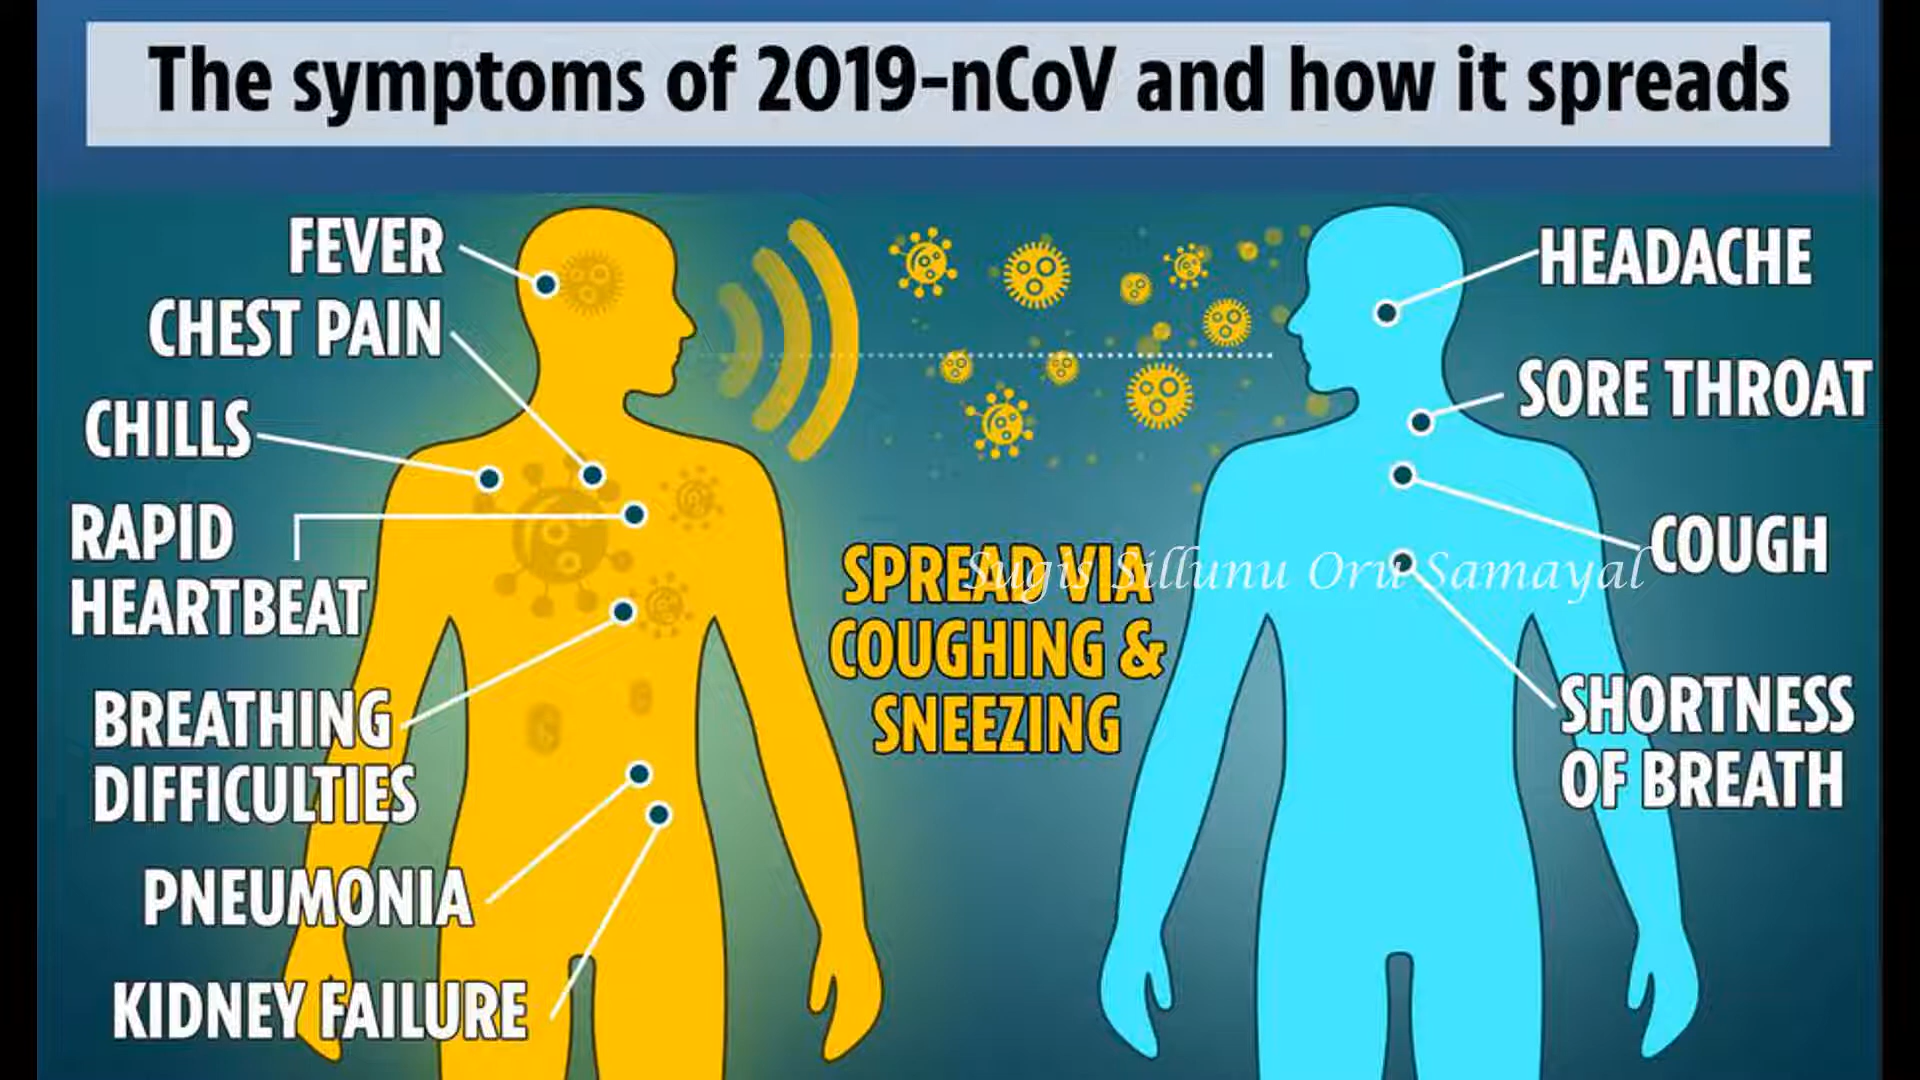 The symptoms of 2019-nCoV and how it spreads
FEVER
CHEST PAIN
CHILLS
RAPID
HEARTBEAT
BREATHING
DIFFICULTIES
PNEUMONIA
KIDNEY FAILURE
SPREAD VIA
COUGHING &
SNEEZING
Sugis Sillunu Oru Samayal
HEADACHE
SORE THROAT
COUGH
SHORTNESS
OF BREATH